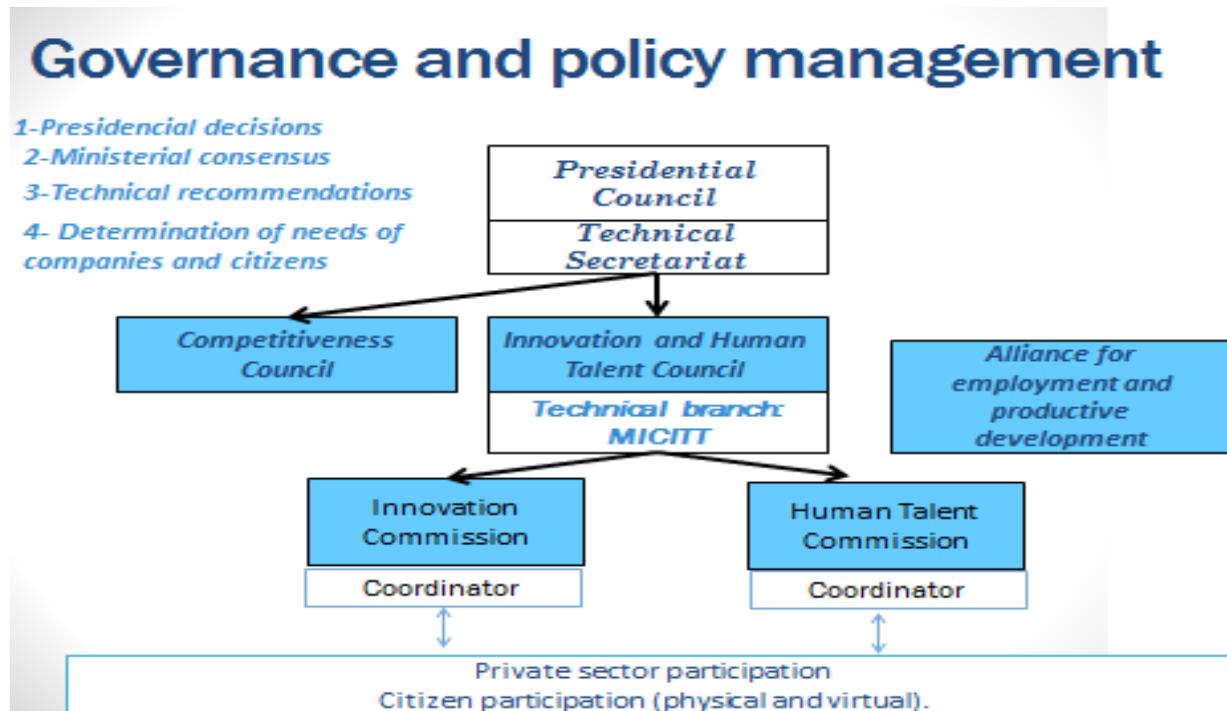 Governance and policy management
1-Presidencial decisions
2-Ministerial consensus
3-Technical recommendations
4- Determination of needs of
companies and citizens
Presidential
Council
Technical
Secretariat
Competitiveness
Council
Innovation and Human
Talent Council
Technical branch:
MICITT
Alliance for
employment and
productive
development
Innovation
Commission
Coordinator
Human Talent
Commission
Coordinator
Private sector participation
Citizen participation (physical and virtual).